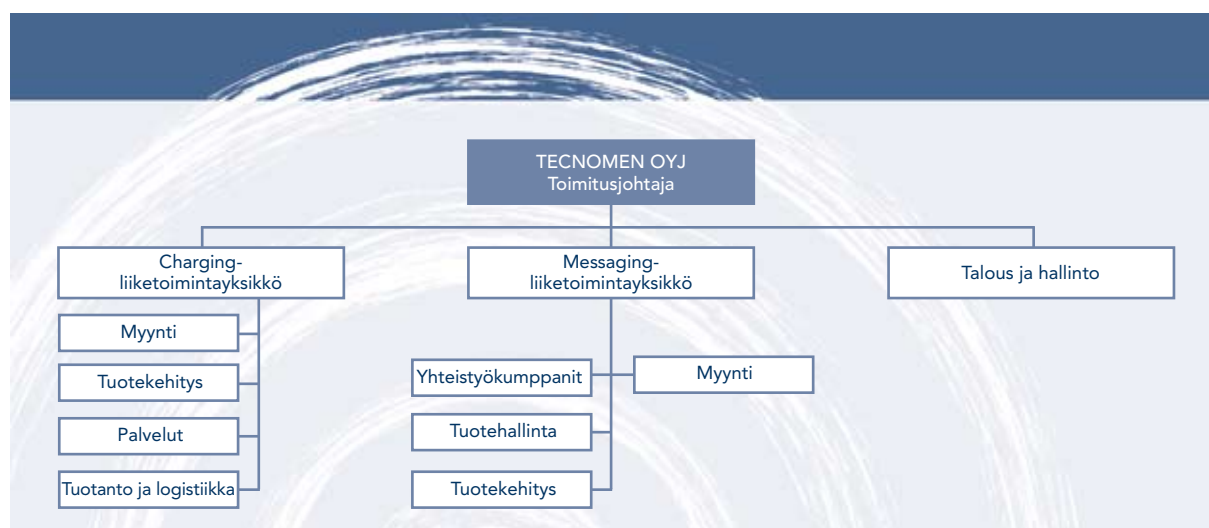 TECNOMEN OYJ
Toimitusjohtaja
Charging-
liiketoimintayksikkö
Messaging-
liiketoimintayksikkö
Talous ja hallinto
Myynti
Tuotekehitys
Palvelut
Tuotanto ja logistiikka
Yhteistyökumppanit
Myynti
Tuotehallinta
Tuotekehitys